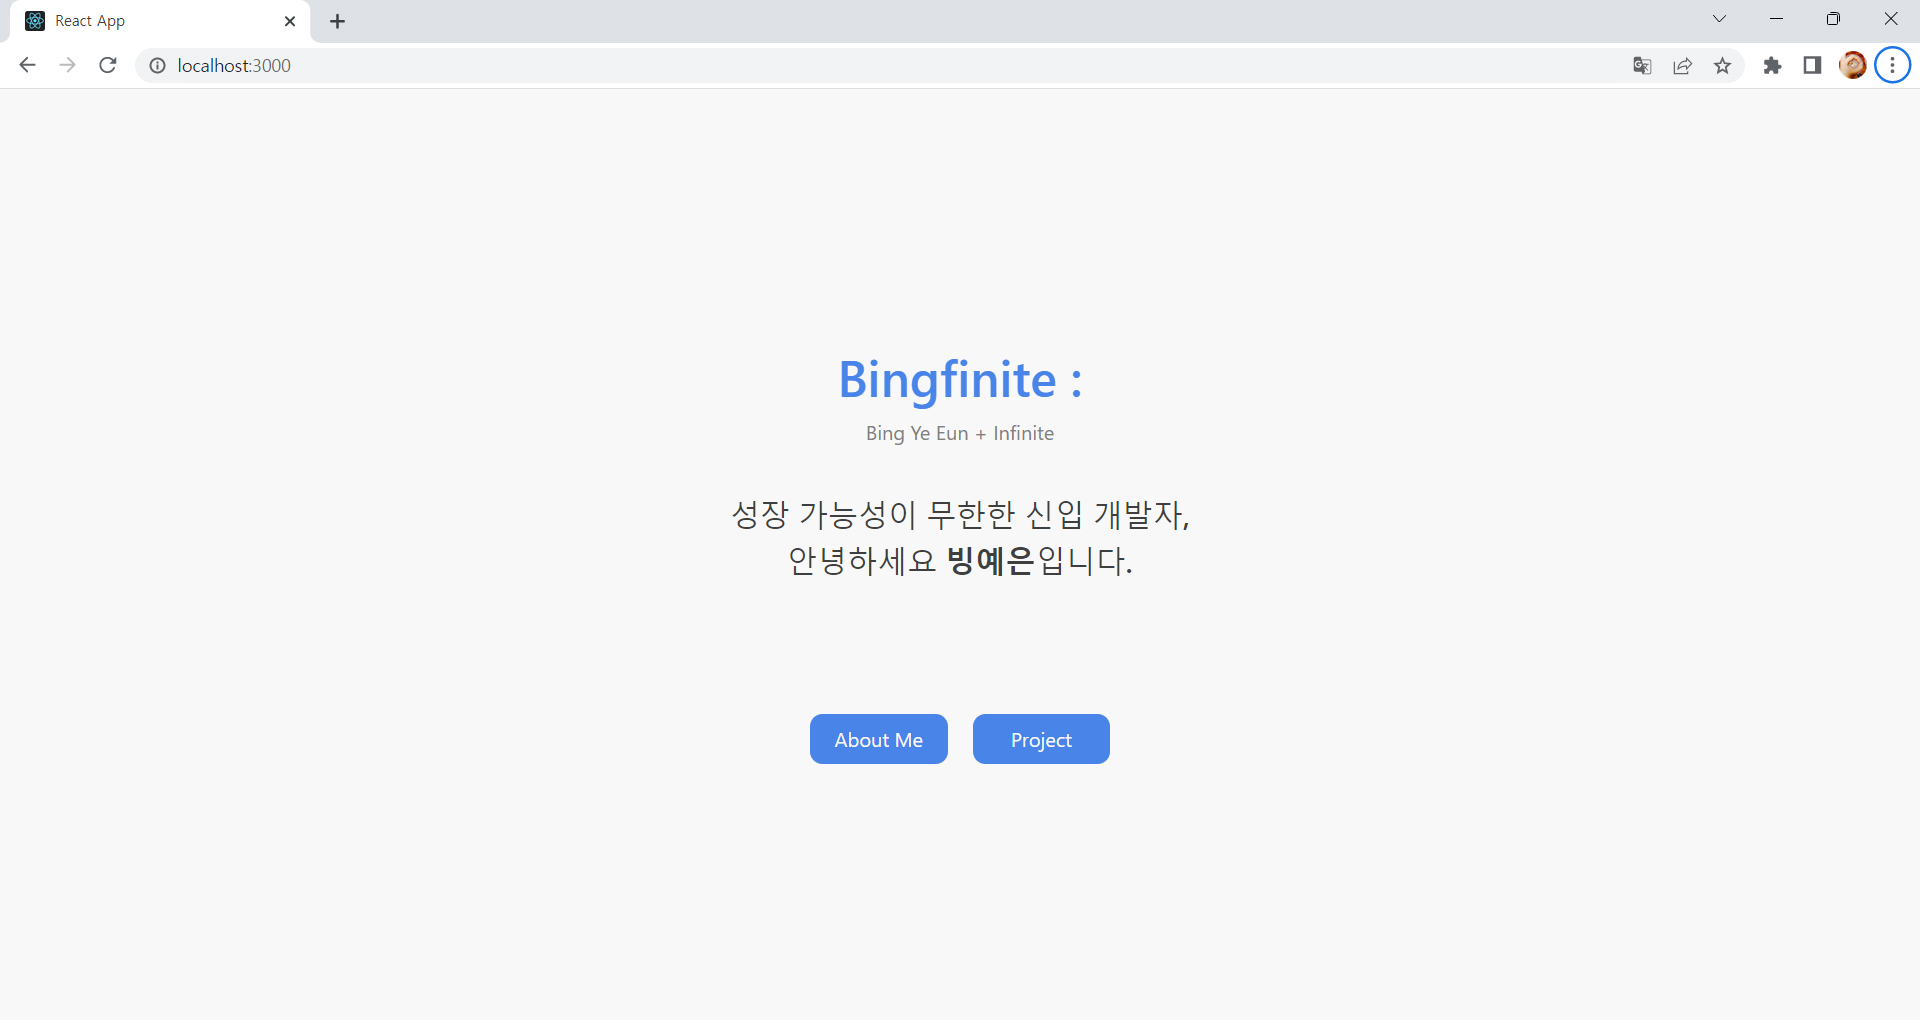 React App
localhost:3000
Bingfinite :
Bing Ye Eun + Infinite
성장 가능성이 무한한 신입 개발자,
안녕하세요 빙예은입니다.
About Me
Project